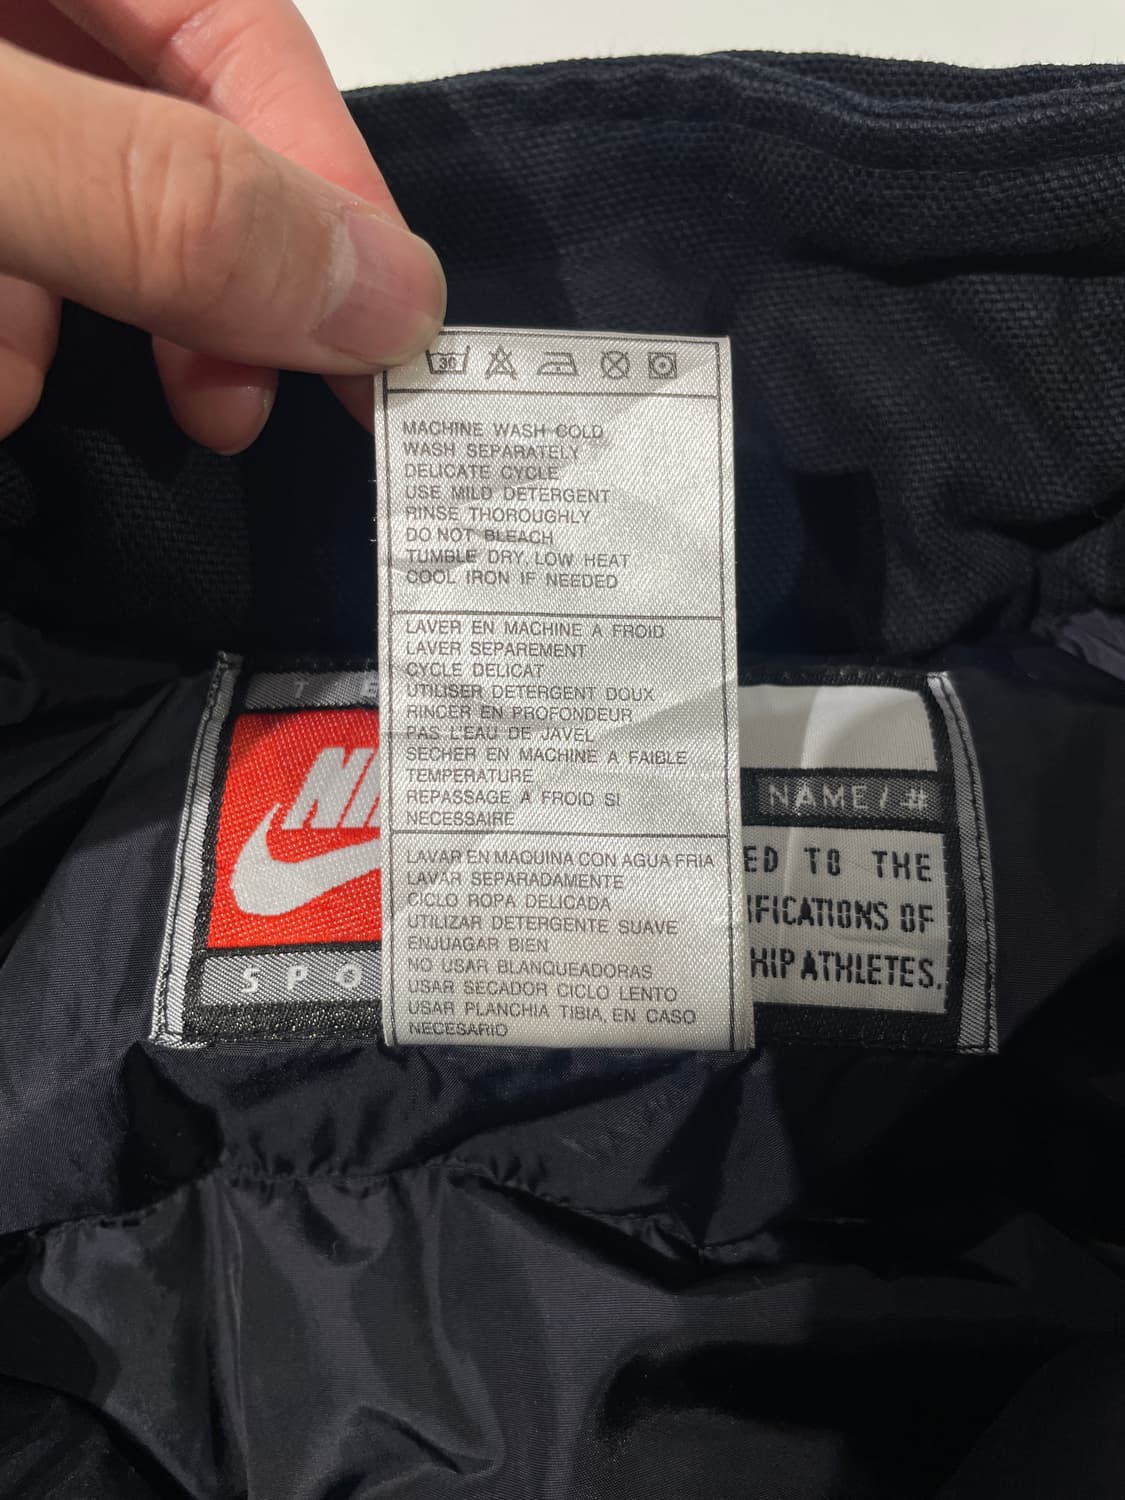 30
MACHINE WASH COLD
WASH SEPARATELY
DELICATE CYCLE
USE MILD DETERGENT
RINSE THOROUGHLY
DO NOT BLEACH
TUMBLE DRY, LOW HEAT
COOL IRON IF NEEDED
LAVER EN MACHINE A FROID
LAVER SEPAREMENT
CYCLE DELICAT
UTILISER DETERGENT DOUX
RINCER EN PROFONDEUR
PAS L'EAU DE JAVEL
SECHER EN MACHINE A FAIBLE
TEMPERATURE
REPASSAGE A FROID SI
NECESSAIRE
LAVAR EN MAQUINA CON AGUA FRIA
LAVAR SEPARADAMENTE
CICLO ROPA DELICADA
UTILIZAR DETERGENTE SUAVE
ENJUAGAR BIEN
NO USAR BLANQUEADORAS
USAR SECADOR CICLO LENTO
USAR PLANCHIA TIBIA, EN CASO
NECESARIO
NAME / #
TO THE
OF
ATHLETES.